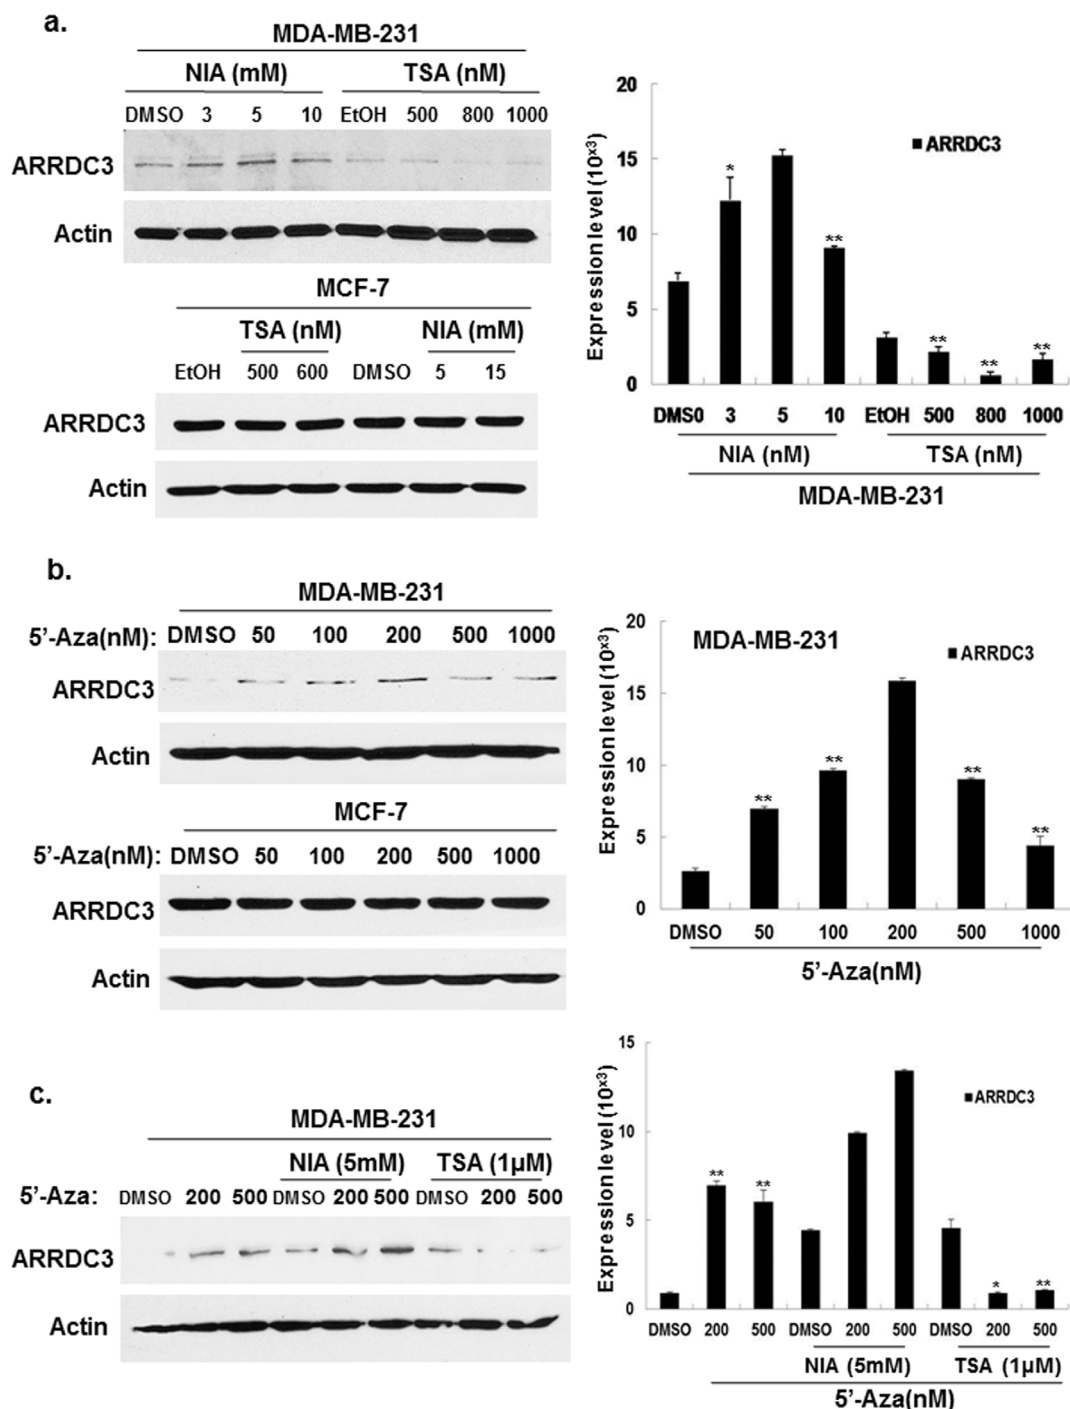 a.
MDA-MB-231
NIA (mM) TSA (nM)
DMSO 3 5 10 EtOH 500 800 1000
ARRDC3
Actin
MCF-7
TSA (nM) NIA (mM)
EtOH 500 600 DMSO 5 15
ARRDC3
Actin
20
15
10
5
0
Expression level (10ˣ³)
ARRDC3
*
**
**
**
**
DMS0 3 5 10 EtOH 500 800 1000
NIA (nM) TSA (nM)
MDA-MB-231
b.
MDA-MB-231
5’-Aza(nM): DMSO 50 100 200 500 1000
ARRDC3
Actin
MCF-7
5’-Aza(nM): DMSO 50 100 200 500 1000
ARRDC3
Actin
20
15
10
5
0
Expression level (10ˣ³)
MDA-MB-231
ARRDC3
**
**
**
**
DMSO 50 100 200 500 1000
5’-Aza(nM)
c.
MDA-MB-231
NIA (5mM) TSA (1µM)
5’-Aza: DMSO 200 500 DMSO 200 500 DMSO 200 500
ARRDC3
Actin
15
10
5
0
Expression level (10ˣ³)
ARRDC3
**
**
*
**
DMSO 200 500 DMSO 200 500 DMSO 200 500
NIA (5mM) TSA (1µM)
5’-Aza(nM)